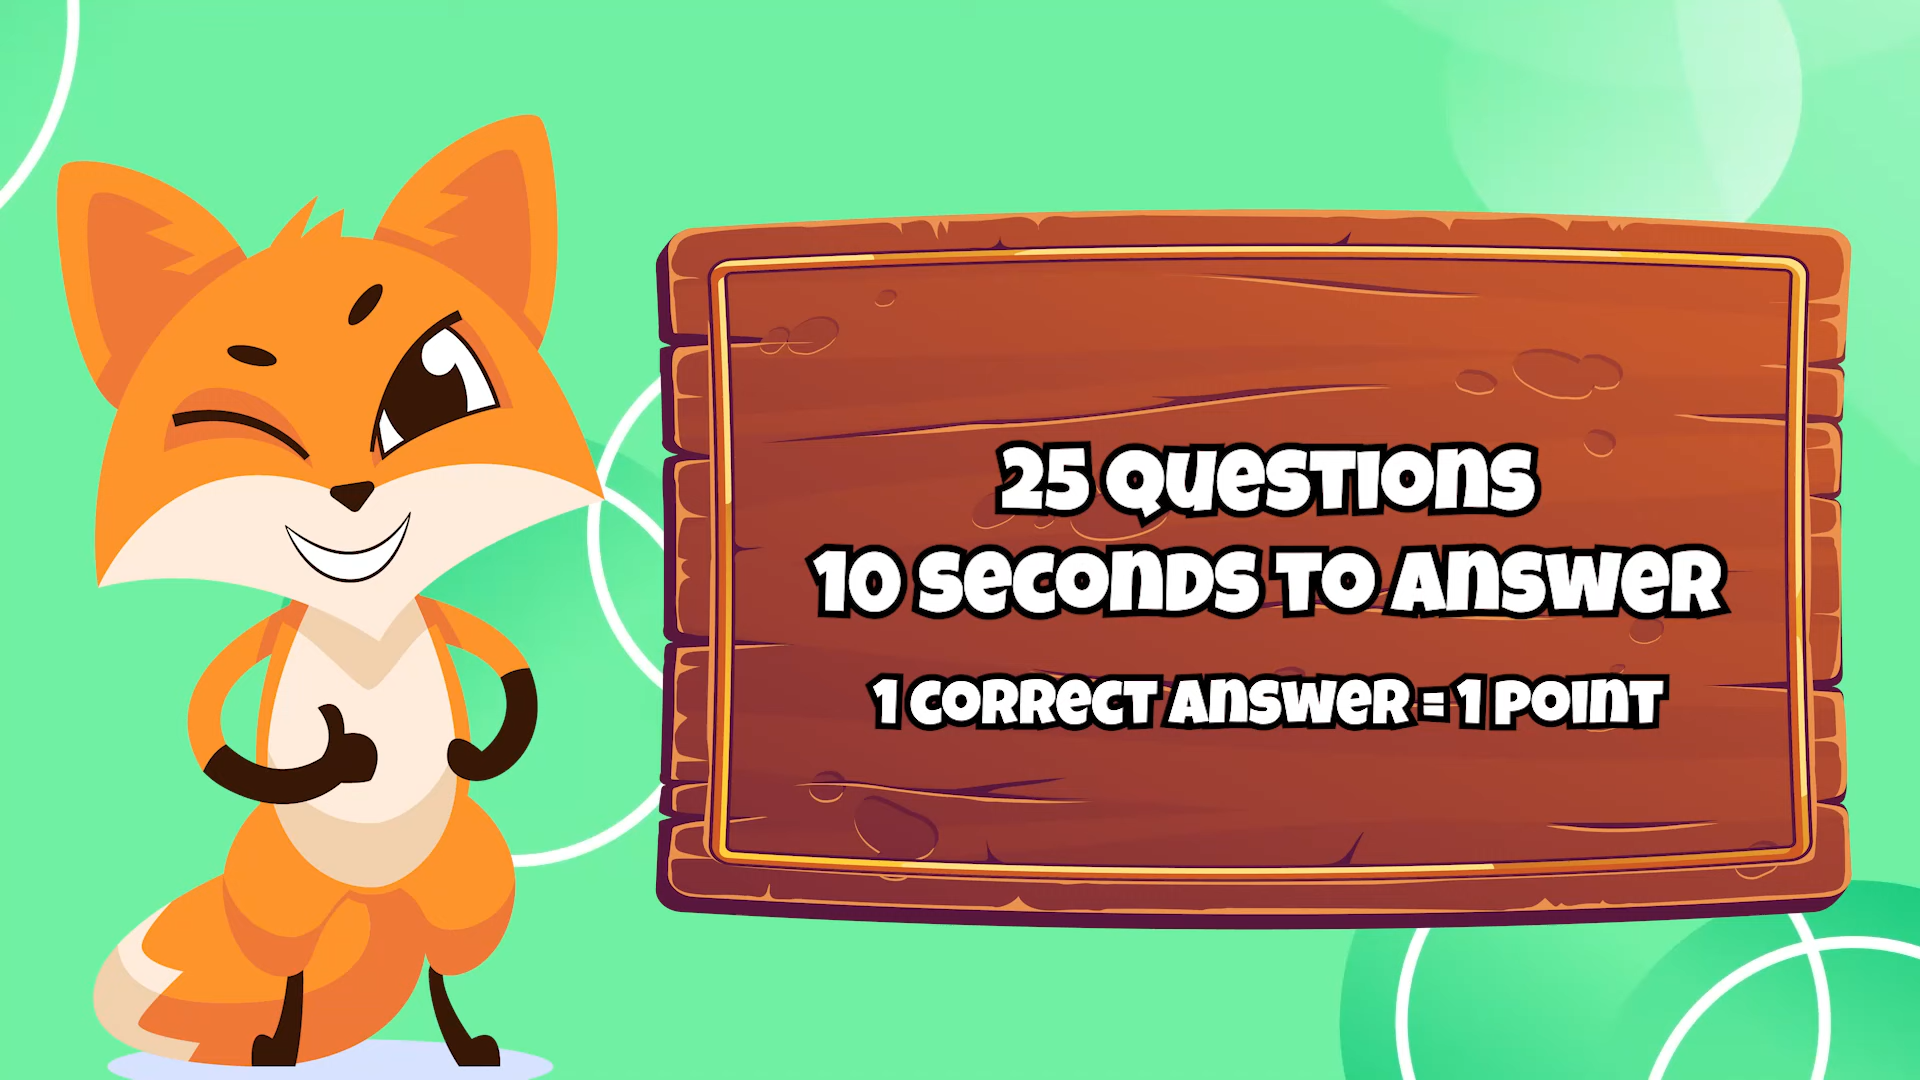 25 Questions
10 seconds to answer
1 correct answer = 1 point